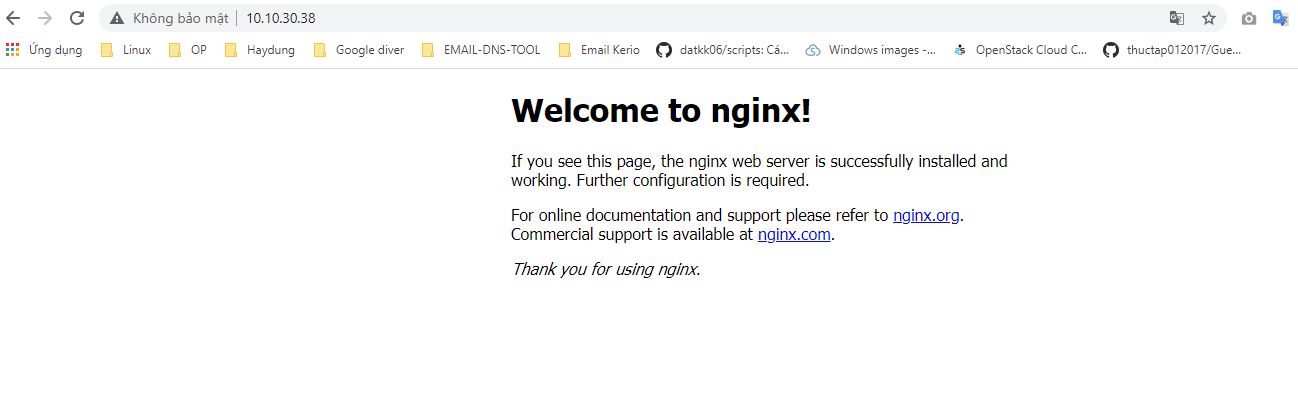 Không bảo mật 10.10.30.38
Ứng dụng Linux OP Haydung Google diver EMAIL-DNS-TOOL Email Kerio datkk06/scripts: Cá... Windows images -... OpenStack Cloud C... thuctap012017/Gue...
Welcome to nginx!
If you see this page, the nginx web server is successfully installed and
working. Further configuration is required.
For online documentation and support please refer to nginx.org.
Commercial support is available at nginx.com.
Thank you for using nginx.